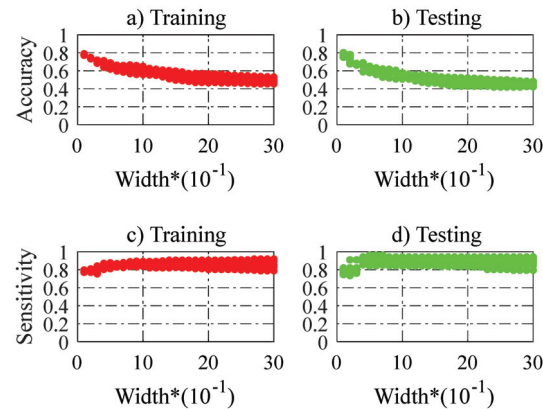 a) Training
b) Testing
Accuracy
1
0.8
0.6
0.4
0.2
0
0 10 20 30
Width*(10^-1)
1
0.8
0.6
0.4
0.2
0
0 10 20 30
Width*(10^-1)
c) Training
d) Testing
Sensitivity
1
0.8
0.6
0.4
0.2
0
0 10 20 30
Width*(10^-1)
1
0.8
0.6
0.4
0.2
0
0 10 20 30
Width*(10^-1)